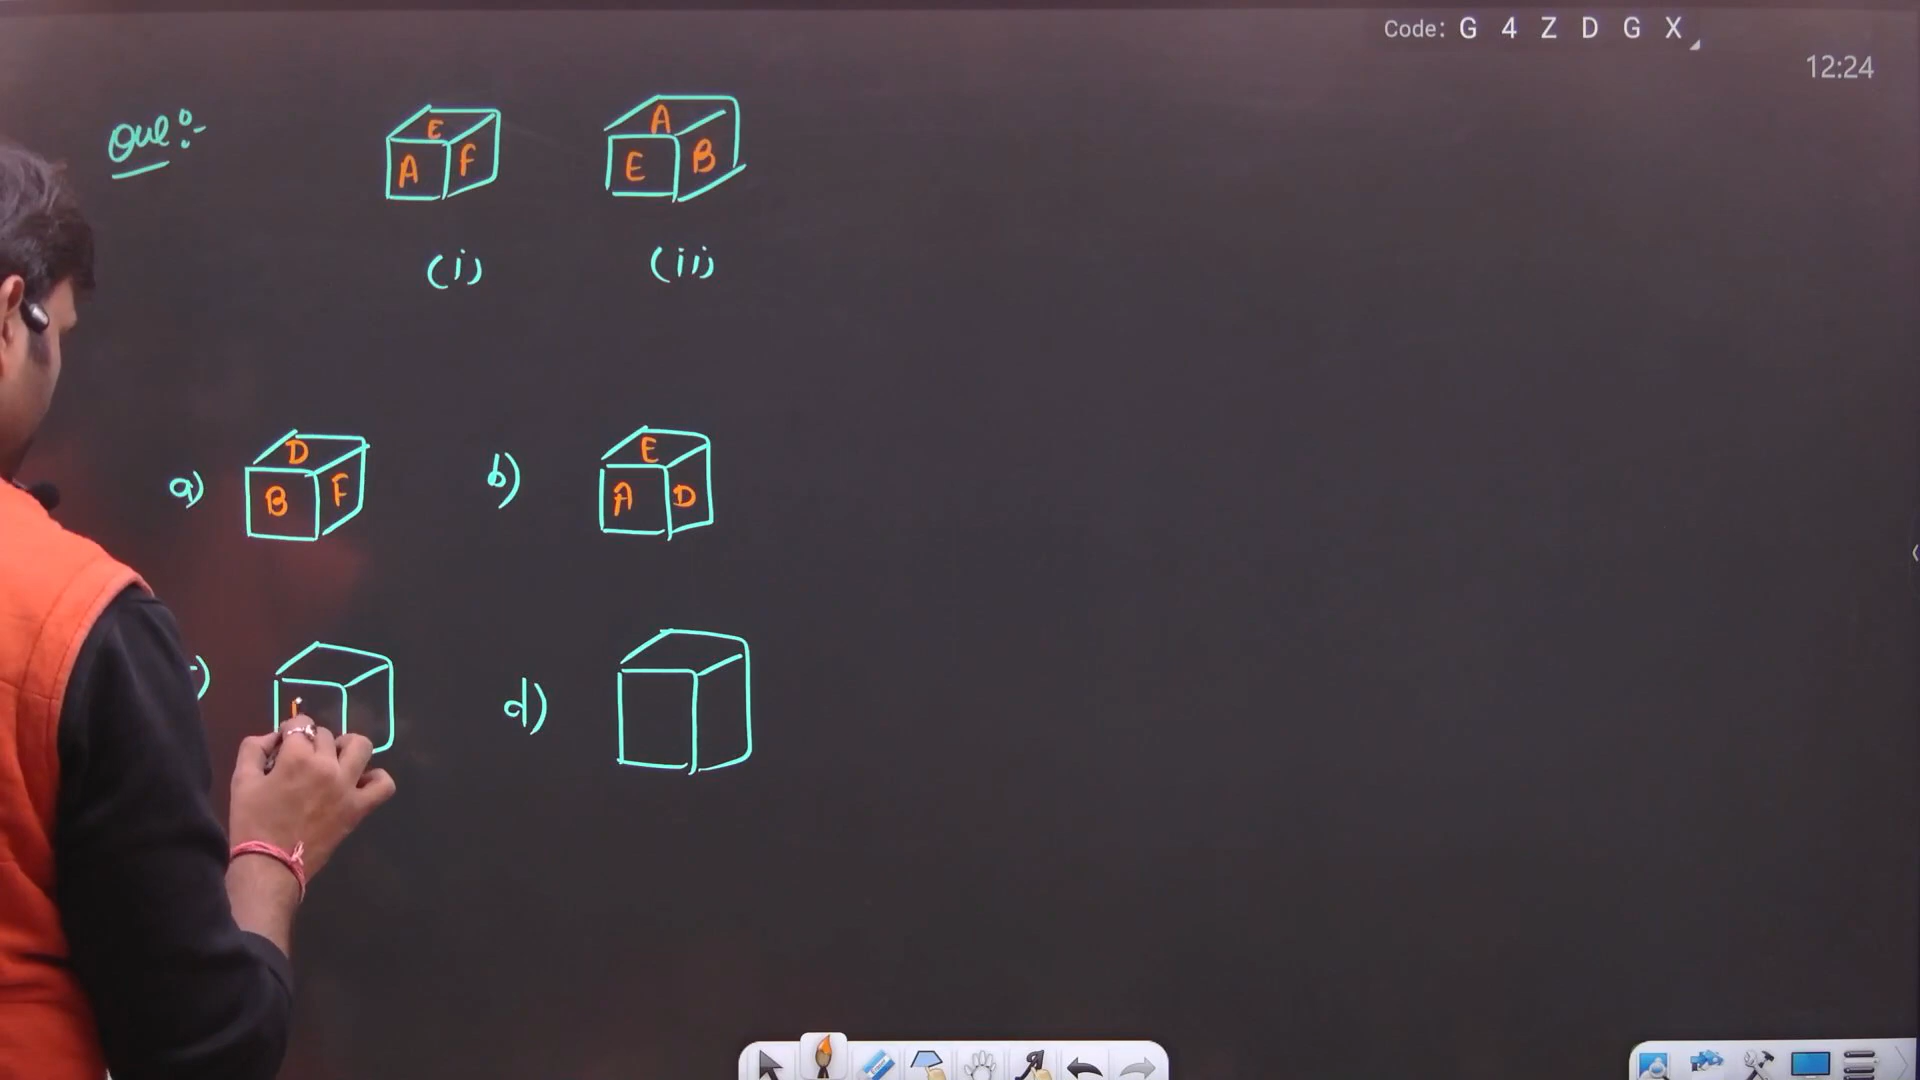 Code: G 4 Z D G X
12:24
Que:-
E
A F
A
E B
(i) (ii)
a) D
B F
b) E
A D
)
d)